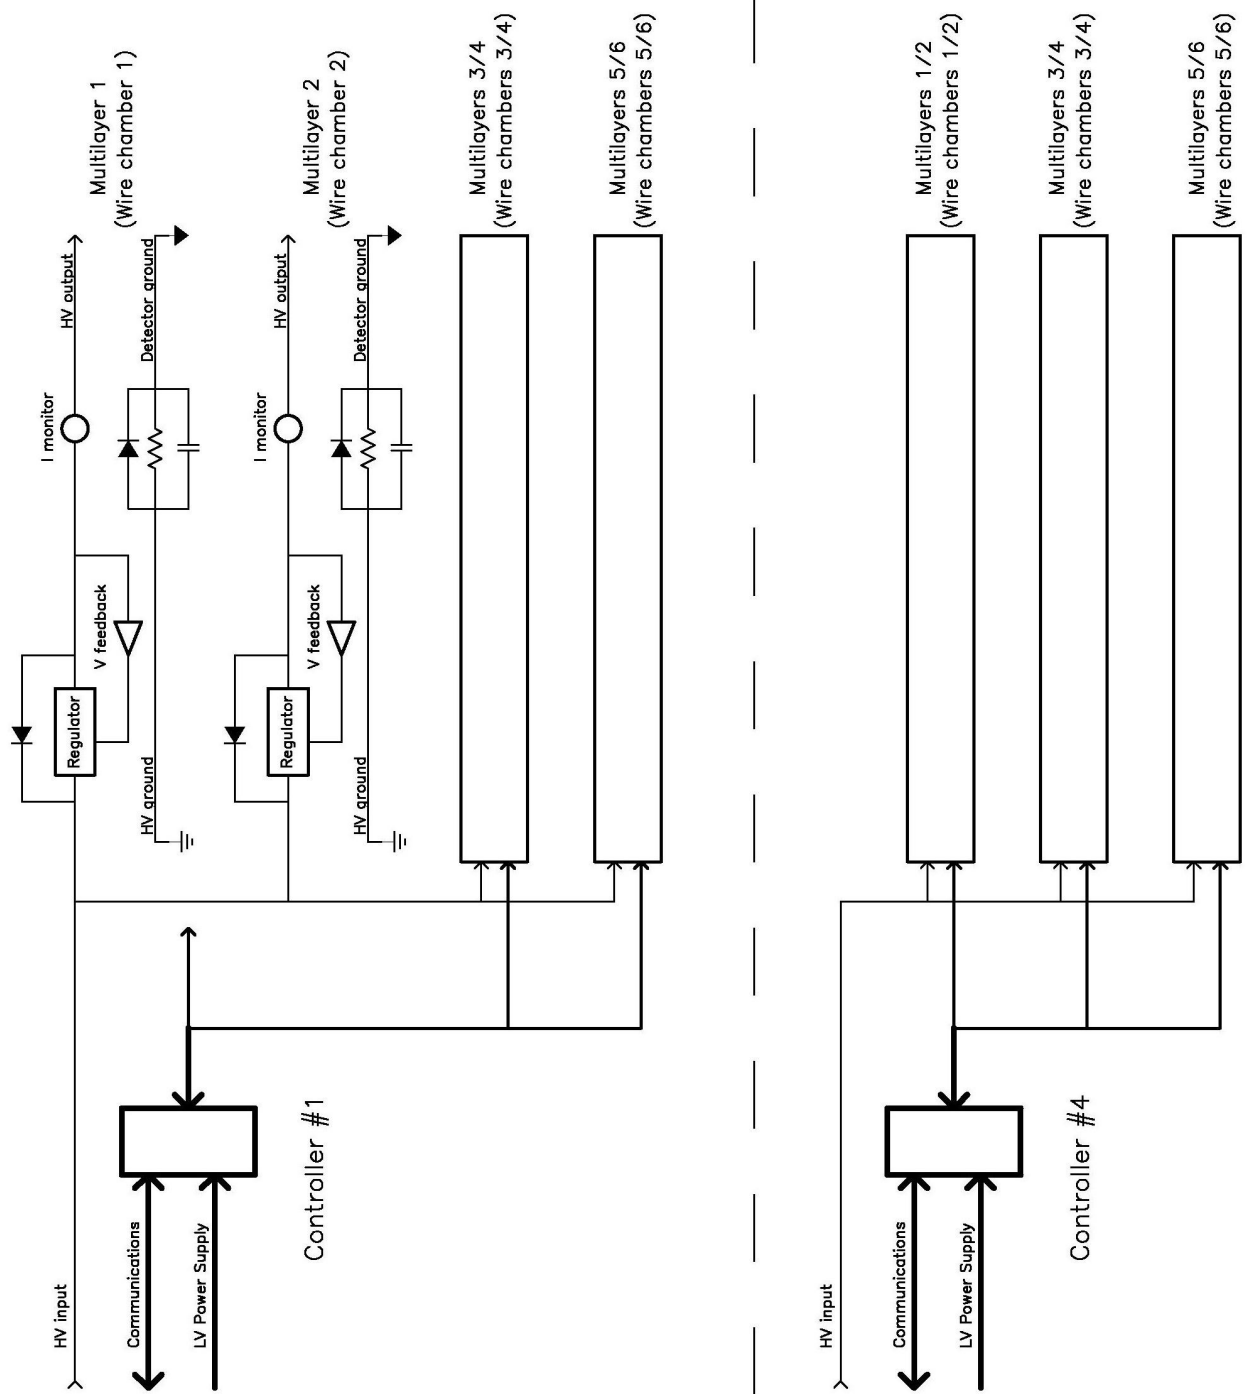 Multilayer 1
(Wire chamber 1)
HV output
Detector ground
I monitor
V feedback
Regulator
HV ground
Multilayer 2
(Wire chamber 2)
HV output
Detector ground
I monitor
V feedback
Regulator
HV ground
Multilayers 3/4
(Wire chambers 3/4)
Multilayers 5/6
(Wire chambers 5/6)
HV input
Communications
LV Power Supply
Controller #1
Multilayers 1/2
(Wire chambers 1/2)
Multilayers 3/4
(Wire chambers 3/4)
Multilayers 5/6
(Wire chambers 5/6)
HV input
Communications
LV Power Supply
Controller #4